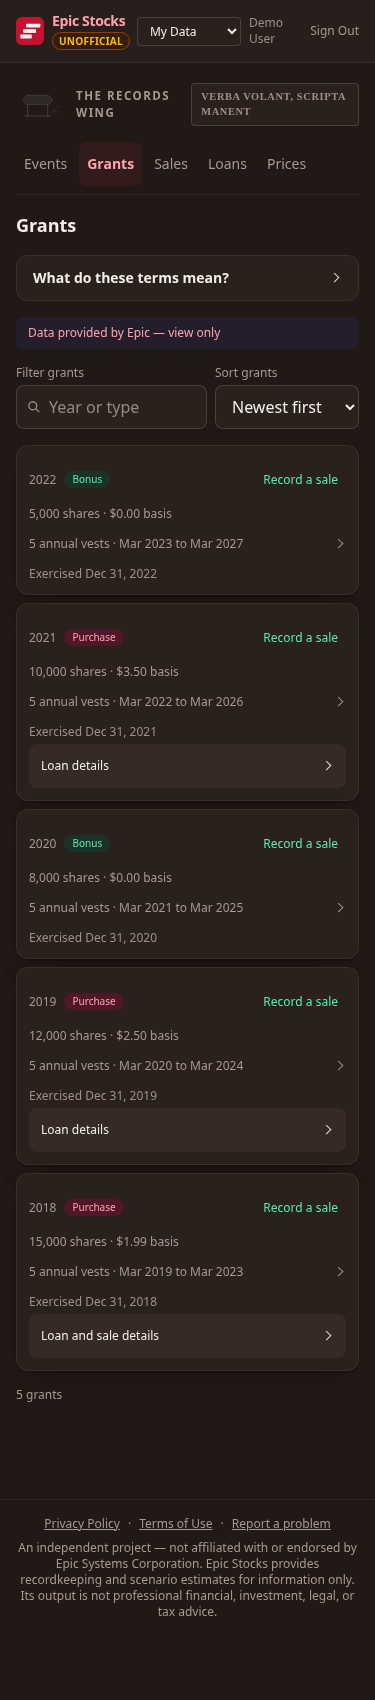 Epic Stocks
UNOFFICIAL
My Data
Demo User
Sign Out
THE RECORDS WING
VERBA VOLANT, SCRIPTA MANENT
Events
Grants
Sales
Loans
Prices
Grants
What do these terms mean?
Data provided by Epic — view only
Filter grants
Sort grants
Year or type
Newest first
2022 Bonus Record a sale
5,000 shares · $0.00 basis
5 annual vests · Mar 2023 to Mar 2027
Exercised Dec 31, 2022
2021 Purchase Record a sale
10,000 shares · $3.50 basis
5 annual vests · Mar 2022 to Mar 2026
Exercised Dec 31, 2021
Loan details
2020 Bonus Record a sale
8,000 shares · $0.00 basis
5 annual vests · Mar 2021 to Mar 2025
Exercised Dec 31, 2020
2019 Purchase Record a sale
12,000 shares · $2.50 basis
5 annual vests · Mar 2020 to Mar 2024
Exercised Dec 31, 2019
Loan details
2018 Purchase Record a sale
15,000 shares · $1.99 basis
5 annual vests · Mar 2019 to Mar 2023
Exercised Dec 31, 2018
Loan and sale details
5 grants
Privacy Policy · Terms of Use · Report a problem
An independent project — not affiliated with or endorsed by
Epic Systems Corporation. Epic Stocks provides
recordkeeping and scenario estimates for information only.
Its output is not professional financial, investment, legal, or
tax advice.